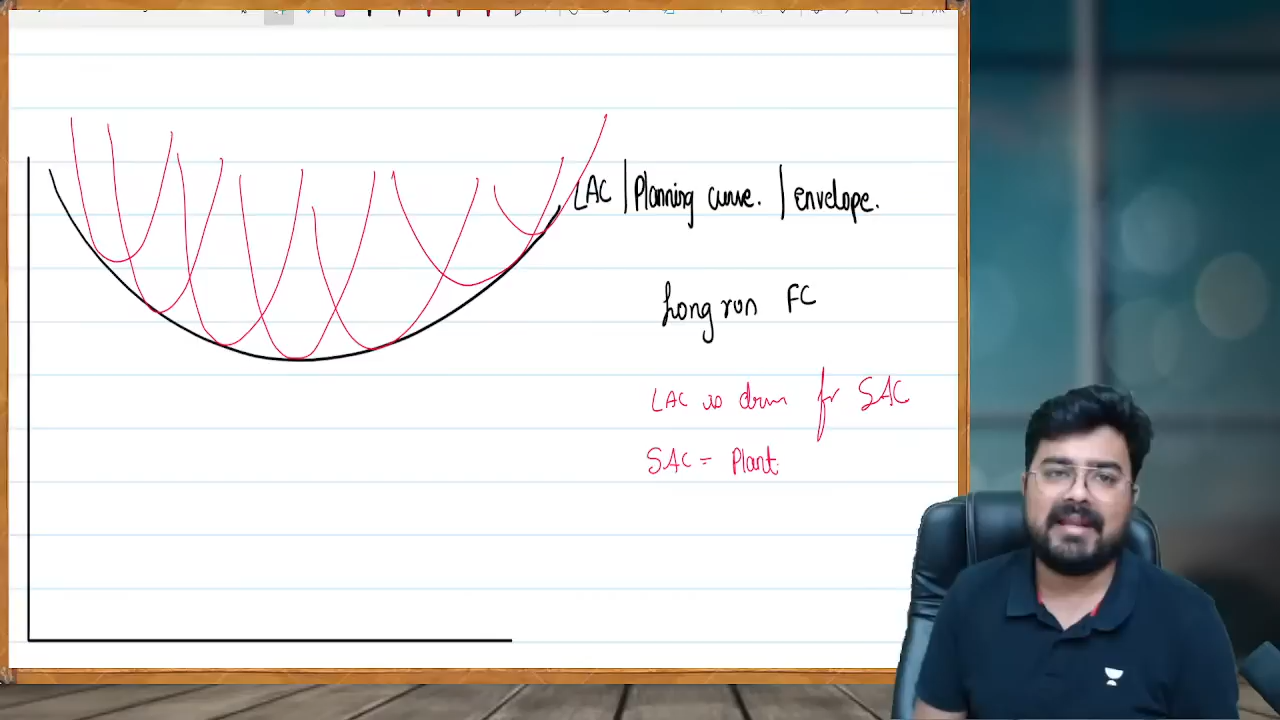 LAC | Planning curve. | envelope.
Long run FC
LAC is drawn for SAC
SAC = Plant.